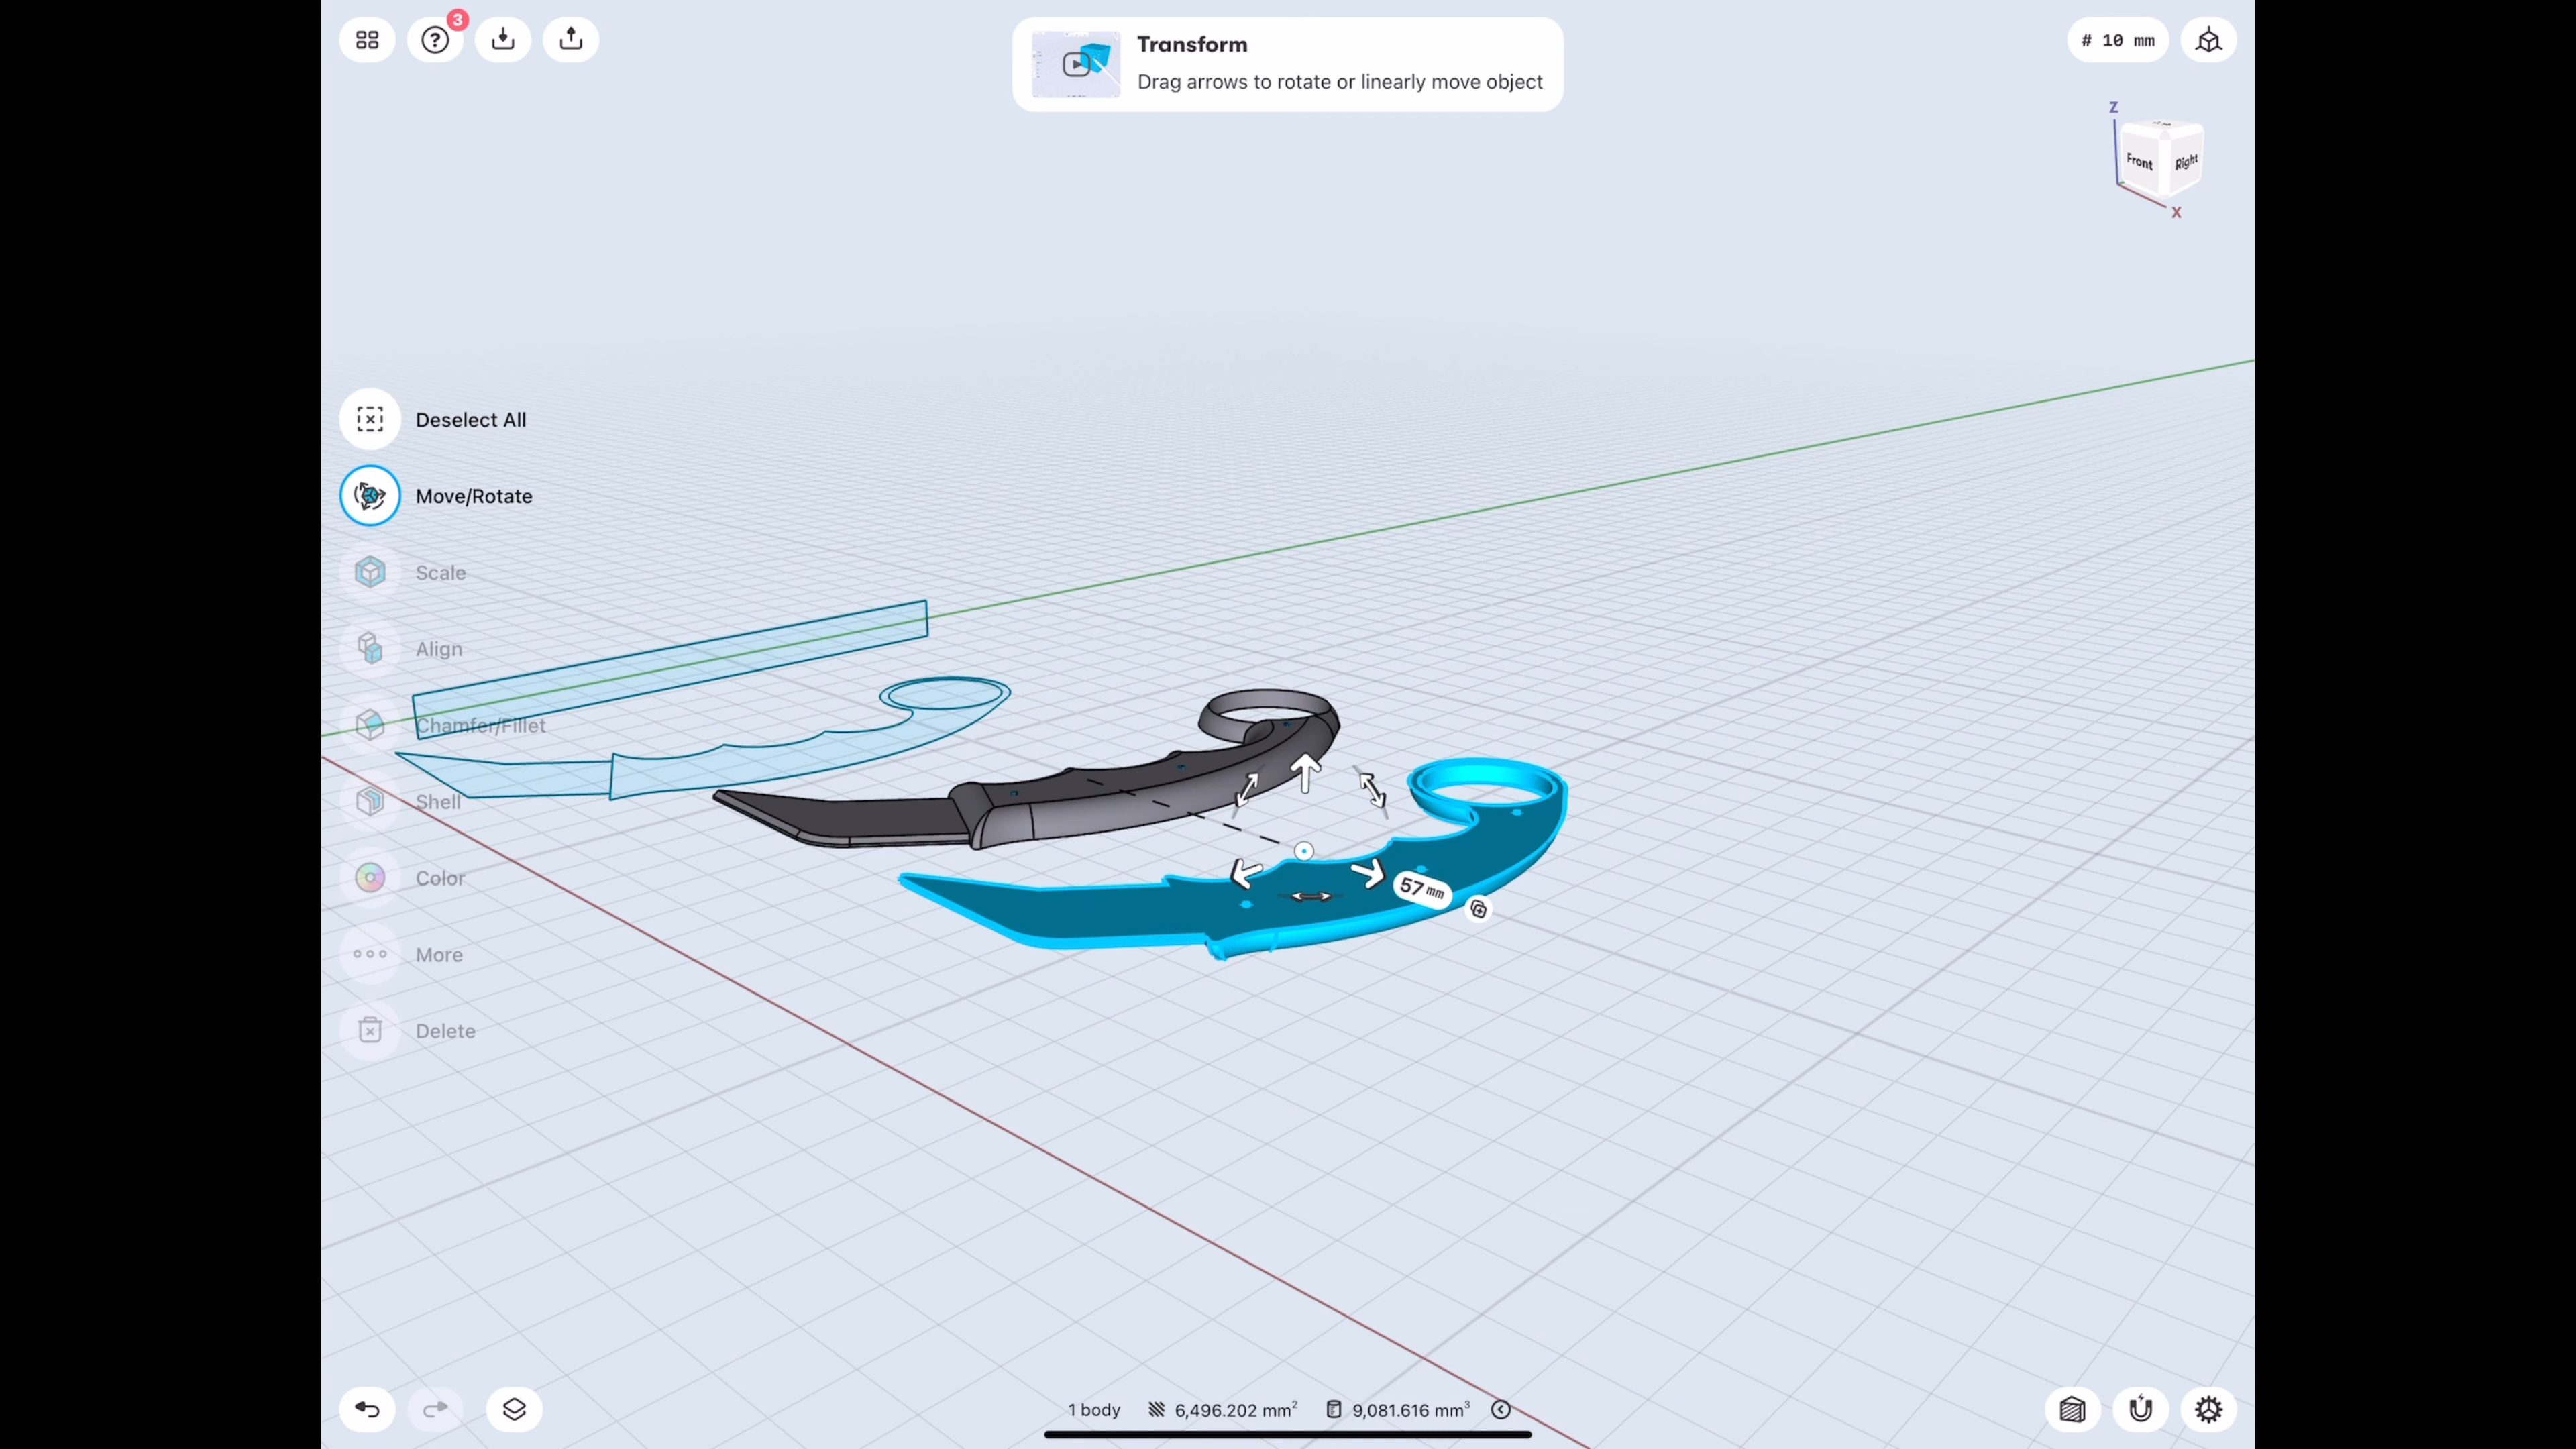 3
Transform
Drag arrows to rotate or linearly move object
# 10 mm
Z
Front
Right
X
Deselect All
Move/Rotate
Scale
Align
Chamfer/Fillet
Shell
Color
57 mm
More
Delete
1 body
6,496.202 mm²
9,081.616 mm³